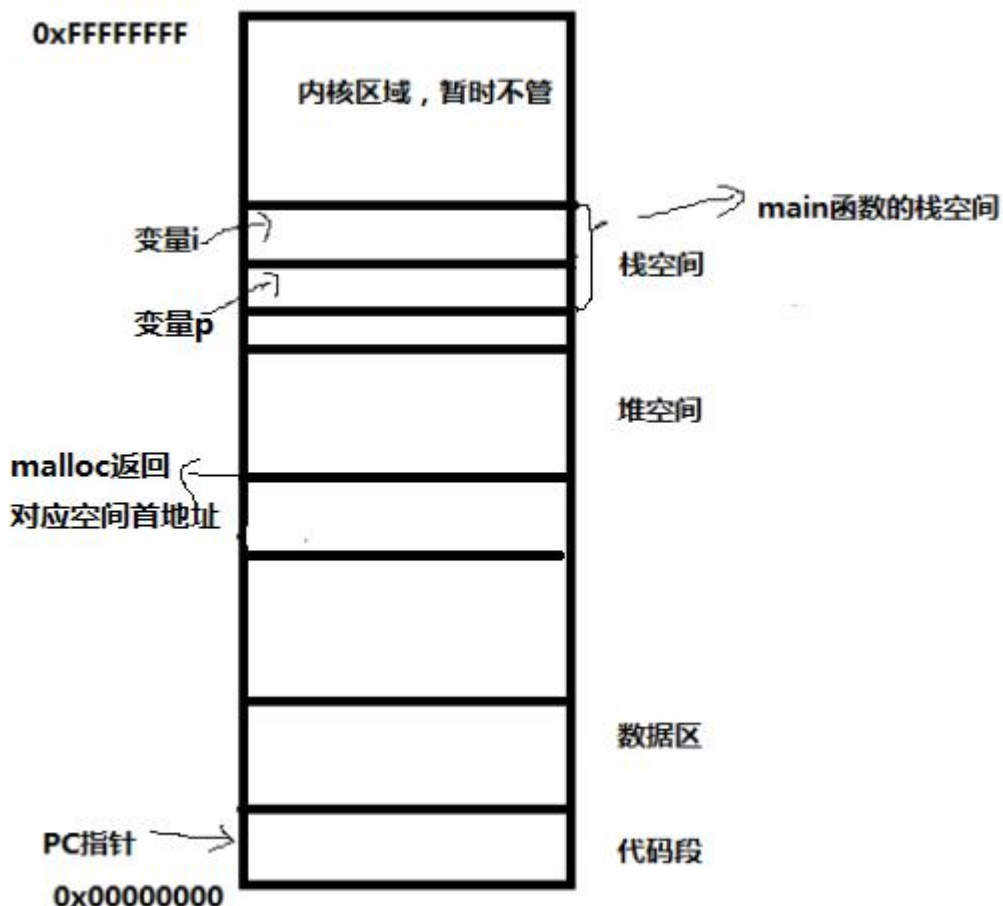 0xFFFFFFFF
内核区域，暂时不管
main函数的栈空间
变量i
栈空间
变量p
堆空间
malloc返回
对应空间首地址
数据区
PC指针
代码段
0x00000000